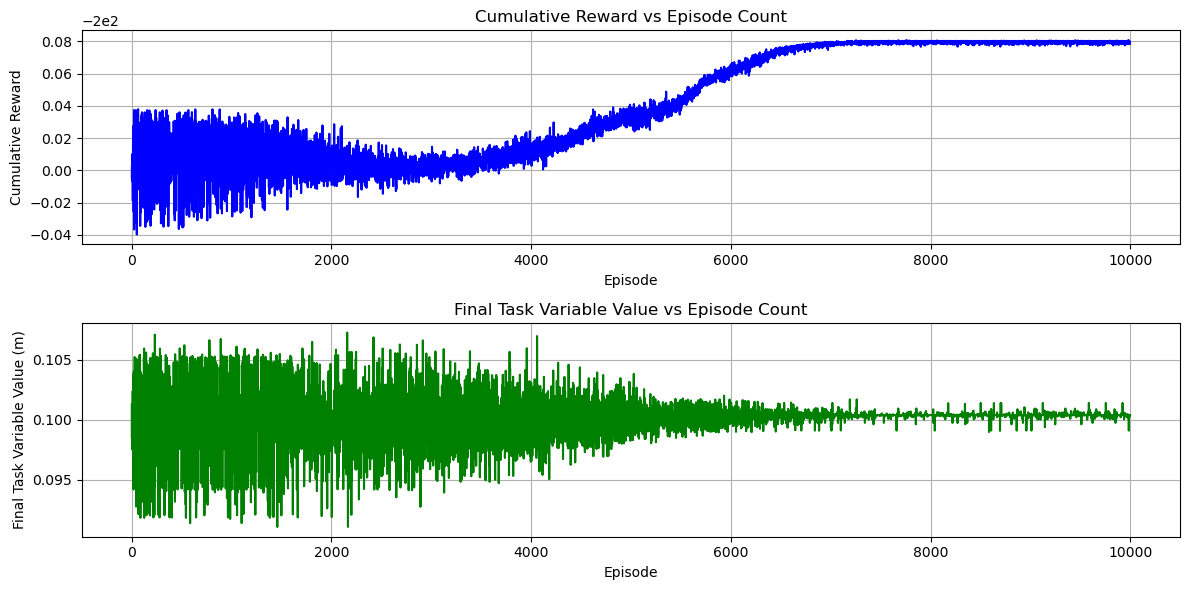 Cumulative Reward vs Episode Count
−2e2
0.08
0.06
0.04
0.02
0.00
−0.02
−0.04
Cumulative Reward
0 2000 4000 6000 8000 10000
Episode
Final Task Variable Value vs Episode Count
0.105
0.100
0.095
Final Task Variable Value (m)
0 2000 4000 6000 8000 10000
Episode